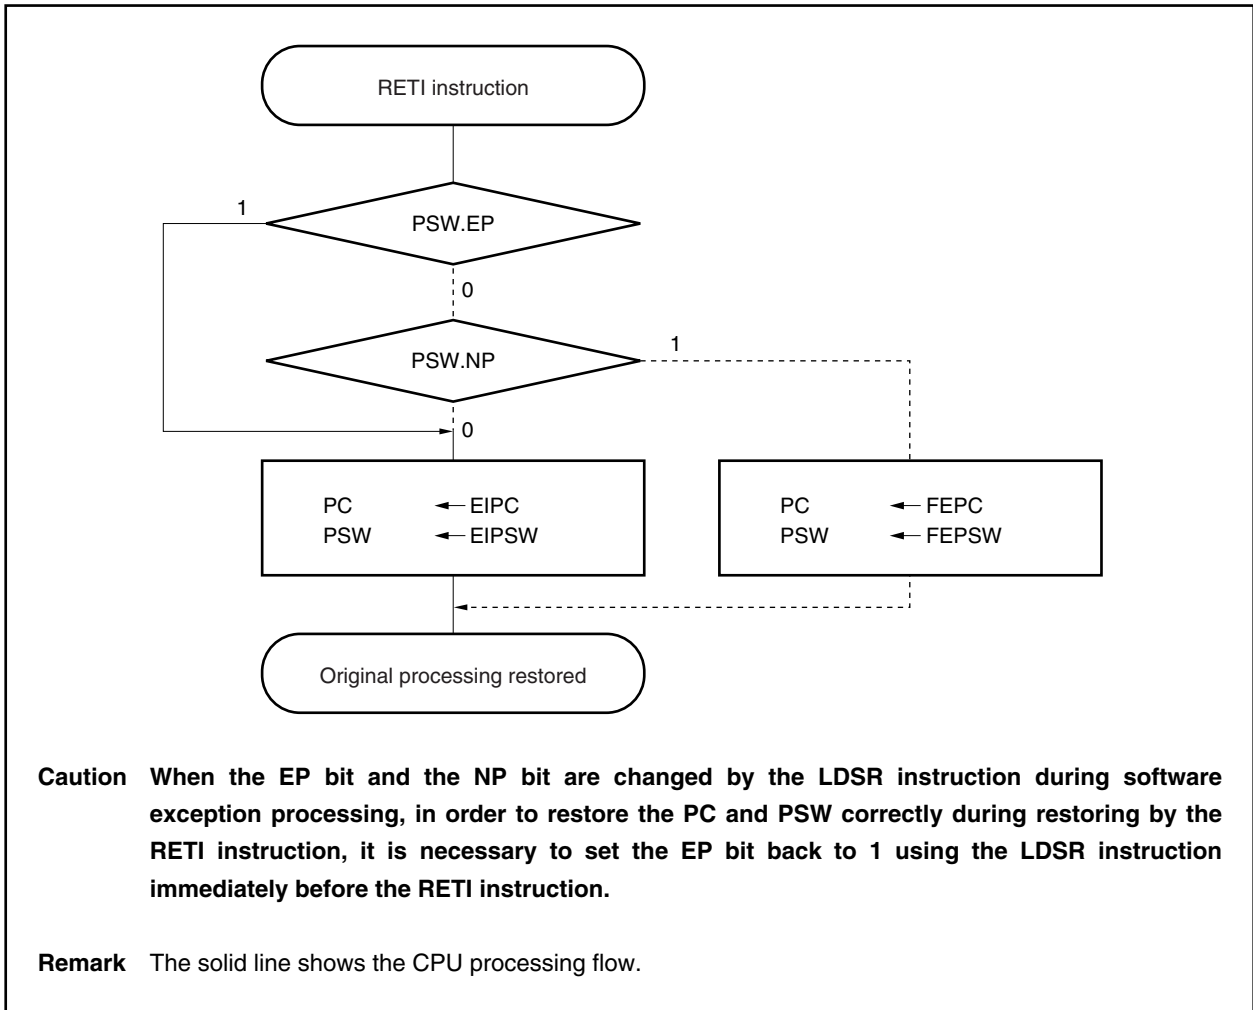 RETI instruction
1
PSW.EP
0
PSW.NP
1
0
PC ← EIPC
PSW ← EIPSW
PC ← FEPC
PSW ← FEPSW
Original processing restored
Caution When the EP bit and the NP bit are changed by the LDSR instruction during software
exception processing, in order to restore the PC and PSW correctly during restoring by the
RETI instruction, it is necessary to set the EP bit back to 1 using the LDSR instruction
immediately before the RETI instruction.
Remark The solid line shows the CPU processing flow.